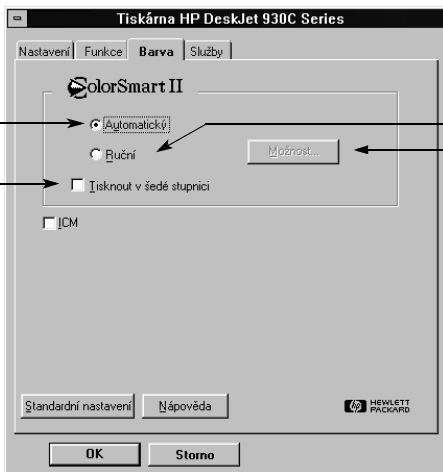 Tiskárna HP DeskJet 930C Series
Nastavení Funkce Barva Služby
ColorSmart II
Automatický
Ruční
Možnost...
Tisknout v šedé stupnici
ICM
Standardní nastavení Nápověda
hp HEWLETT
PACKARD
OK Storno